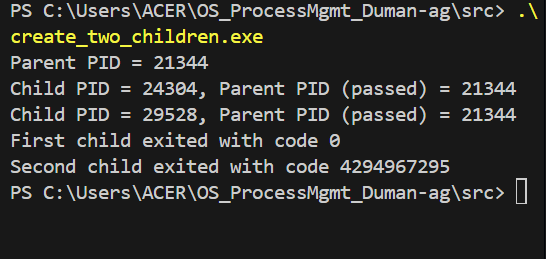 PS C:\Users\ACER\OS_ProcessMgmt_Duman-ag\src> .\
create_two_children.exe
Parent PID = 21344
Child PID = 24304, Parent PID (passed) = 21344
Child PID = 29528, Parent PID (passed) = 21344
First child exited with code 0
Second child exited with code 4294967295
PS C:\Users\ACER\OS_ProcessMgmt_Duman-ag\src>